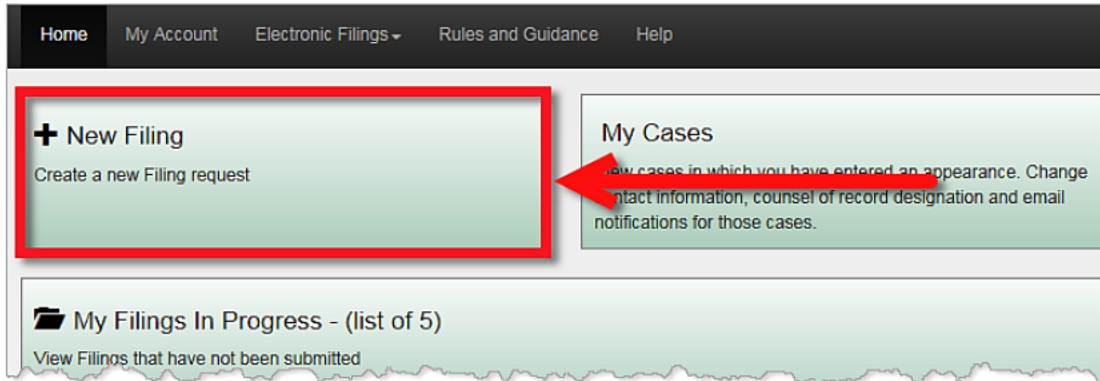 Home My Account Electronic Filings Rules and Guidance Help
New Filing
Create a new Filing request
My Cases
cases in which you have entered an appearance. Change
contact information, counsel of record designation and email
notifications for those cases.
My Filings In Progress - (list of 5)
View Filings that have not been submitted